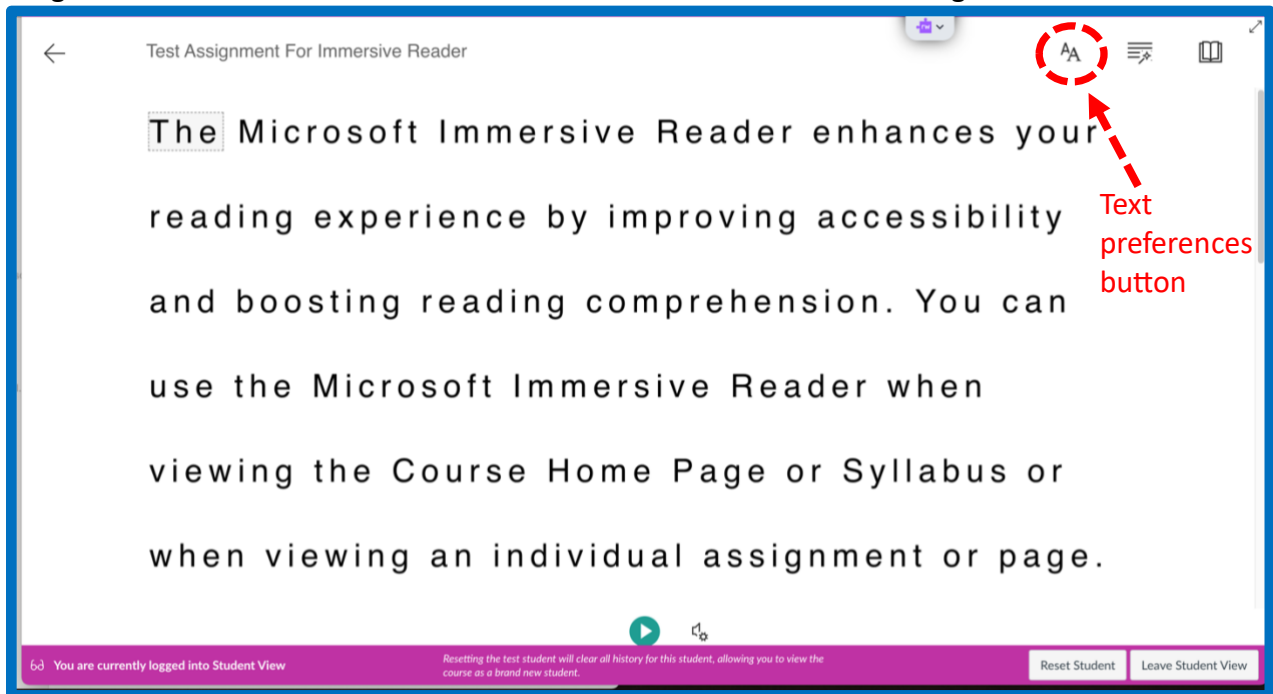 Test Assignment For Immersive Reader
AA
The Microsoft Immersive Reader enhances your
reading experience by improving accessibility
and boosting reading comprehension. You can
use the Microsoft Immersive Reader when
viewing the Course Home Page or Syllabus or
when viewing an individual assignment or page.
Text
preferences
button
You are currently logged into Student View
Resetting the test student will clear all history for this student, allowing you to view the
course as a brand new student.
Reset Student
Leave Student View